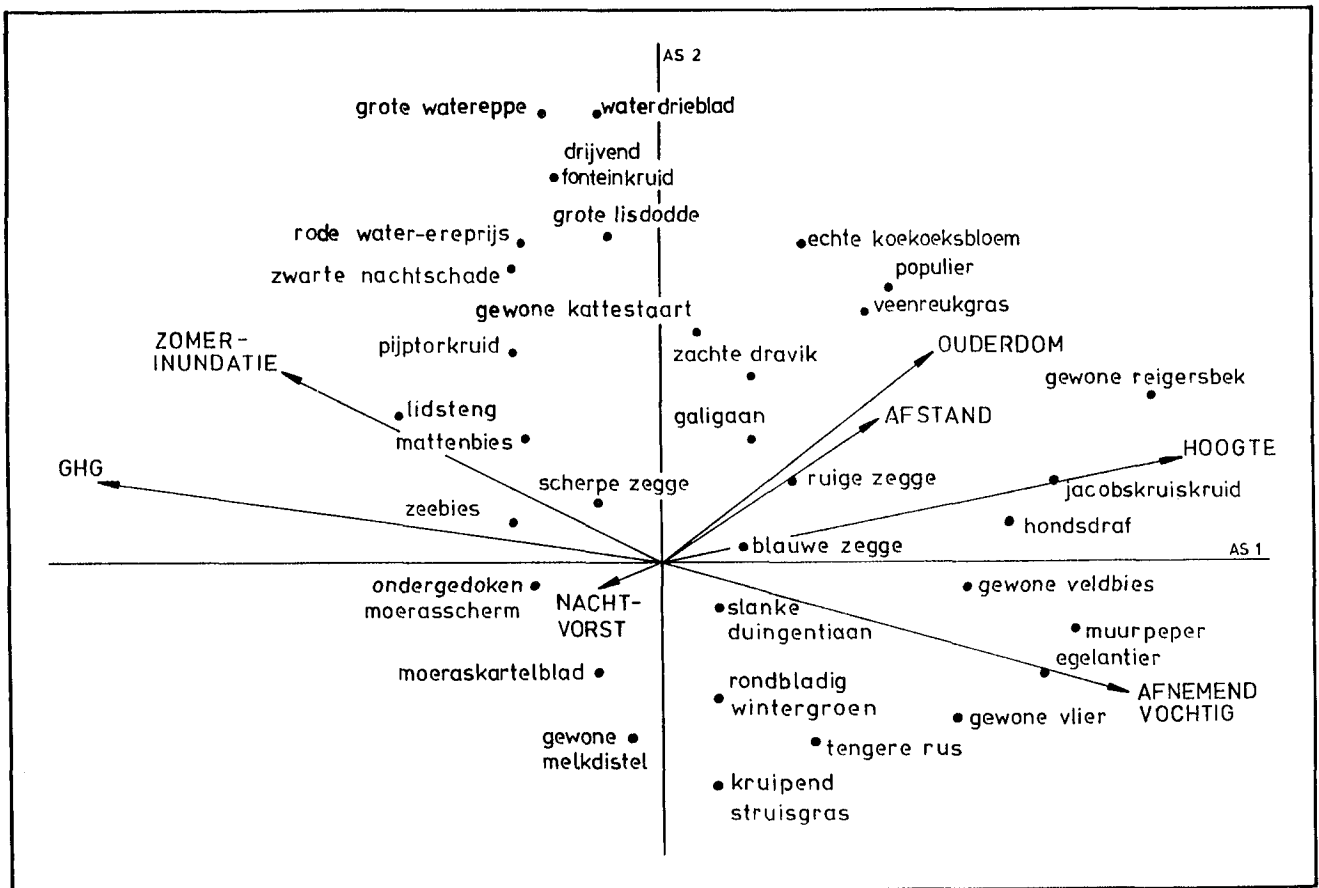 AS 2
grote watereppe
waterdrieblad
drijvend
fonteinkruid
grote lisdodde
rode water-ereprijs
echte koekoeksbloem
zwarte nachtschade
populier
gewone kattestaart
veenreukgras
ZOMER-
INUNDATIE
pijptorkruid
zachte dravik
OUDERDOM
gewone reigersbek
lidsteng
galigaan
AFSTAND
mattenbies
HOOGTE
GHG
scherpe zegge
ruige zegge
jacobskruiskruid
zeebies
hondsdraf
blauwe zegge
AS 1
ondergedoken
moerasscherm
NACHT-
VORST
slanke
duingentiaan
gewone veldbies
muurpeper
egelantier
moeraskartelblad
rondbladig
wintergroen
AFNEMEND
VOCHTIG
gewone vlier
gewone
melkdistel
tengere rus
kruipend
struisgras